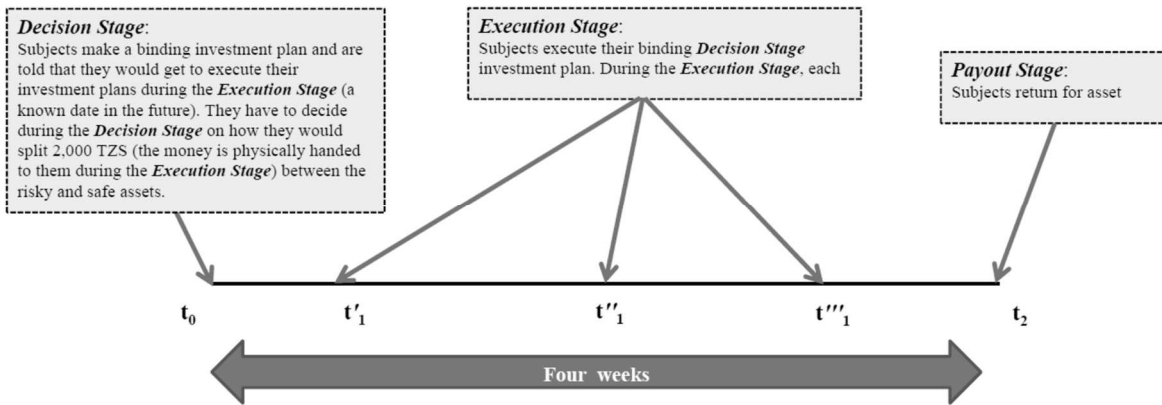 Decision Stage:
Subjects make a binding investment plan and are
told that they would get to execute their
investment plans during the Execution Stage (a
known date in the future). They have to decide
during the Decision Stage on how they would
split 2,000 TZS (the money is physically handed
to them during the Execution Stage) between the
risky and safe assets.
Execution Stage:
Subjects execute their binding Decision Stage
investment plan. During the Execution Stage, each
Payout Stage:
Subjects return for asset
t₀ t′₁ t″₁ t‴₁ t₂
Four weeks